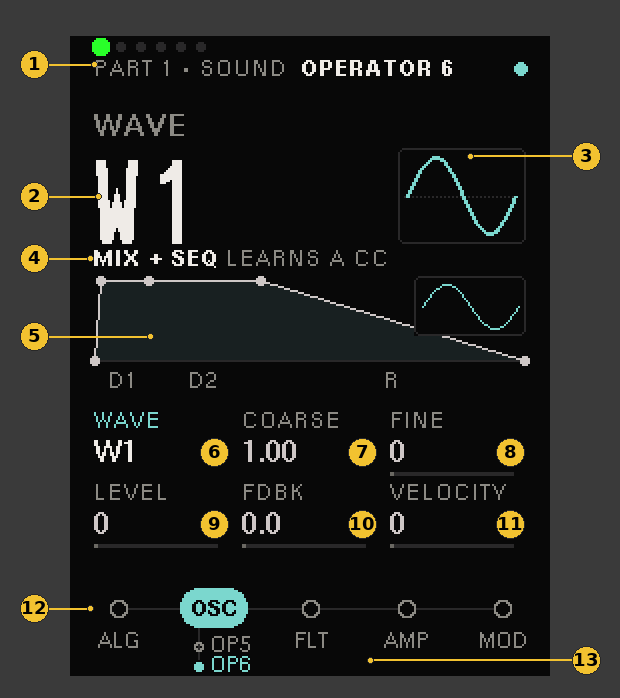 1 PART 1 · SOUND OPERATOR 6
WAVE
3
2 W 1
4 MIX + SEQ LEARNS A CC
5
D1 D2 R
WAVE COARSE FINE
W1 6 1.00 7 0 8
LEVEL FDBK VELOCITY
0 9 0.0 10 0 11
12 OSC
ALG OP5 FLT AMP MOD
OP6 13